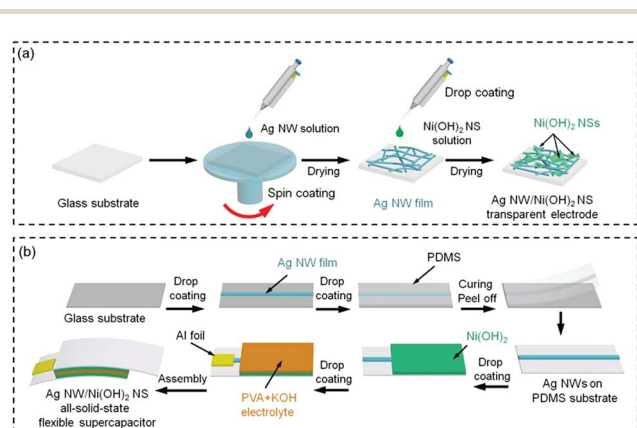 (a)
Drop coating
Ag NW solution
Ni(OH)₂ NS
solution
Ni(OH)₂ NSs
Drying
Drying
Glass substrate
Spin coating
Ag NW film
Ag NW/Ni(OH)₂ NS
transparent electrode
(b)
Ag NW film
PDMS
Drop
coating
Drop
coating
Curing
Peel off
Glass substrate
Al foil
Ni(OH)₂
Assembly
Drop
coating
Drop
coating
Ag NWs on
PDMS substrate
PVA+KOH
electrolyte
Ag NW/Ni(OH)₂ NS
all-solid-state
flexible supercapacitor